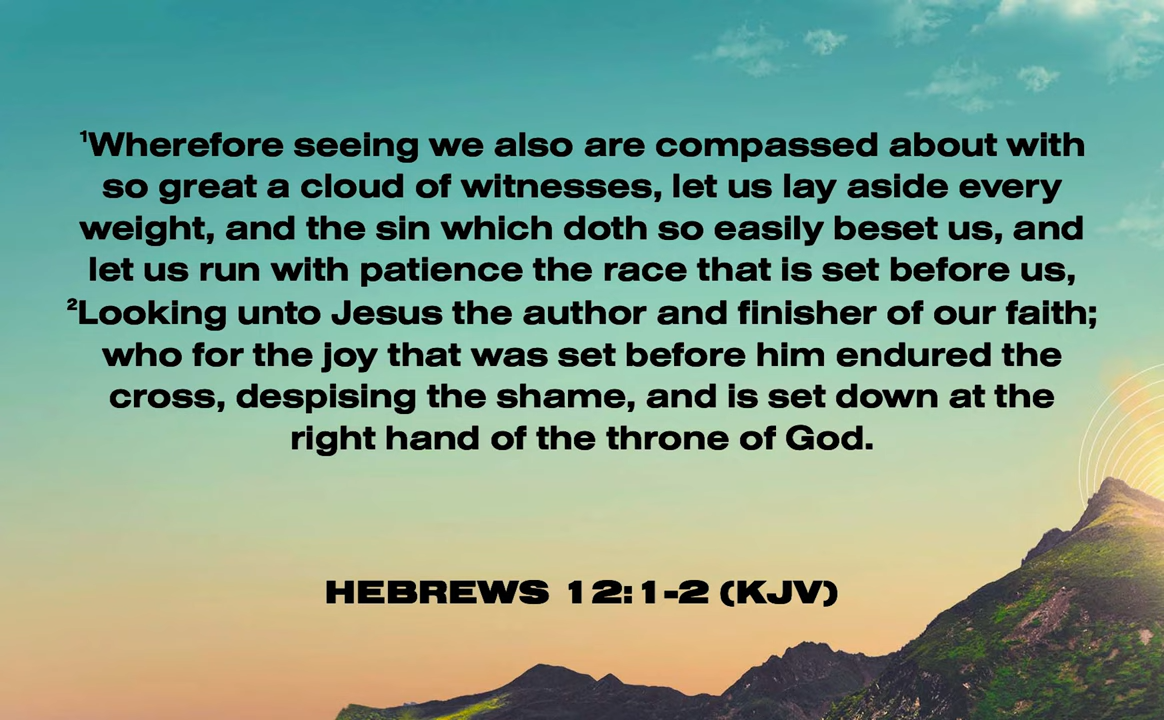 ¹Wherefore seeing we also are compassed about with
so great a cloud of witnesses, let us lay aside every
weight, and the sin which doth so easily beset us, and
let us run with patience the race that is set before us,
²Looking unto Jesus the author and finisher of our faith;
who for the joy that was set before him endured the
cross, despising the shame, and is set down at the
right hand of the throne of God.
HEBREWS 12:1-2 (KJV)